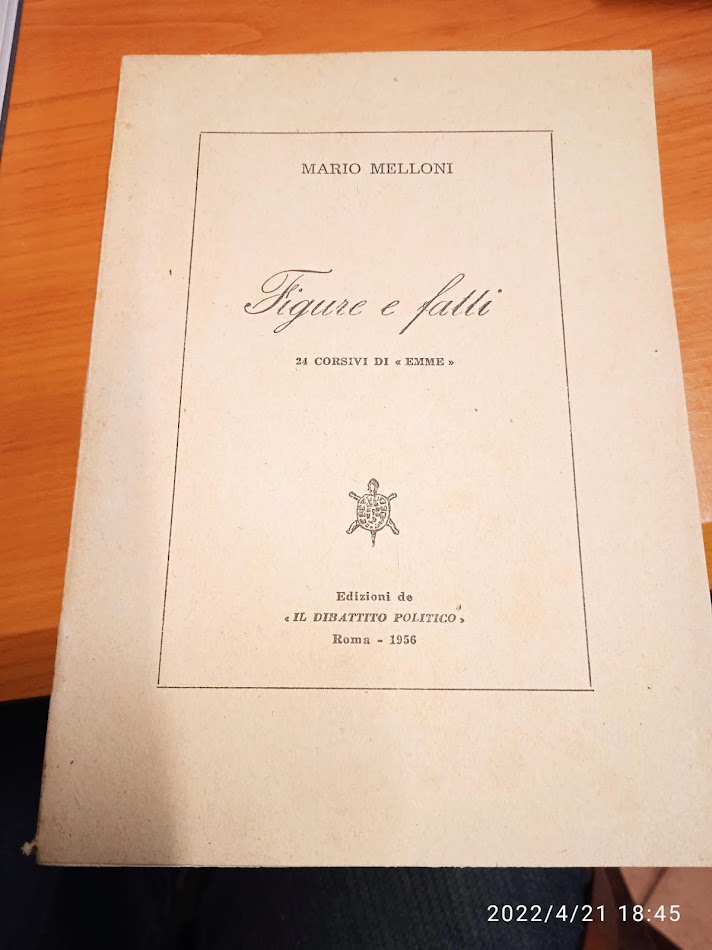 MARIO MELLONI
Figure e fatti
24 CORSIVI DI « EMME »
Edizioni de
« IL DIBATTITO POLITICO »
Roma - 1956
2022/4/21 18:45